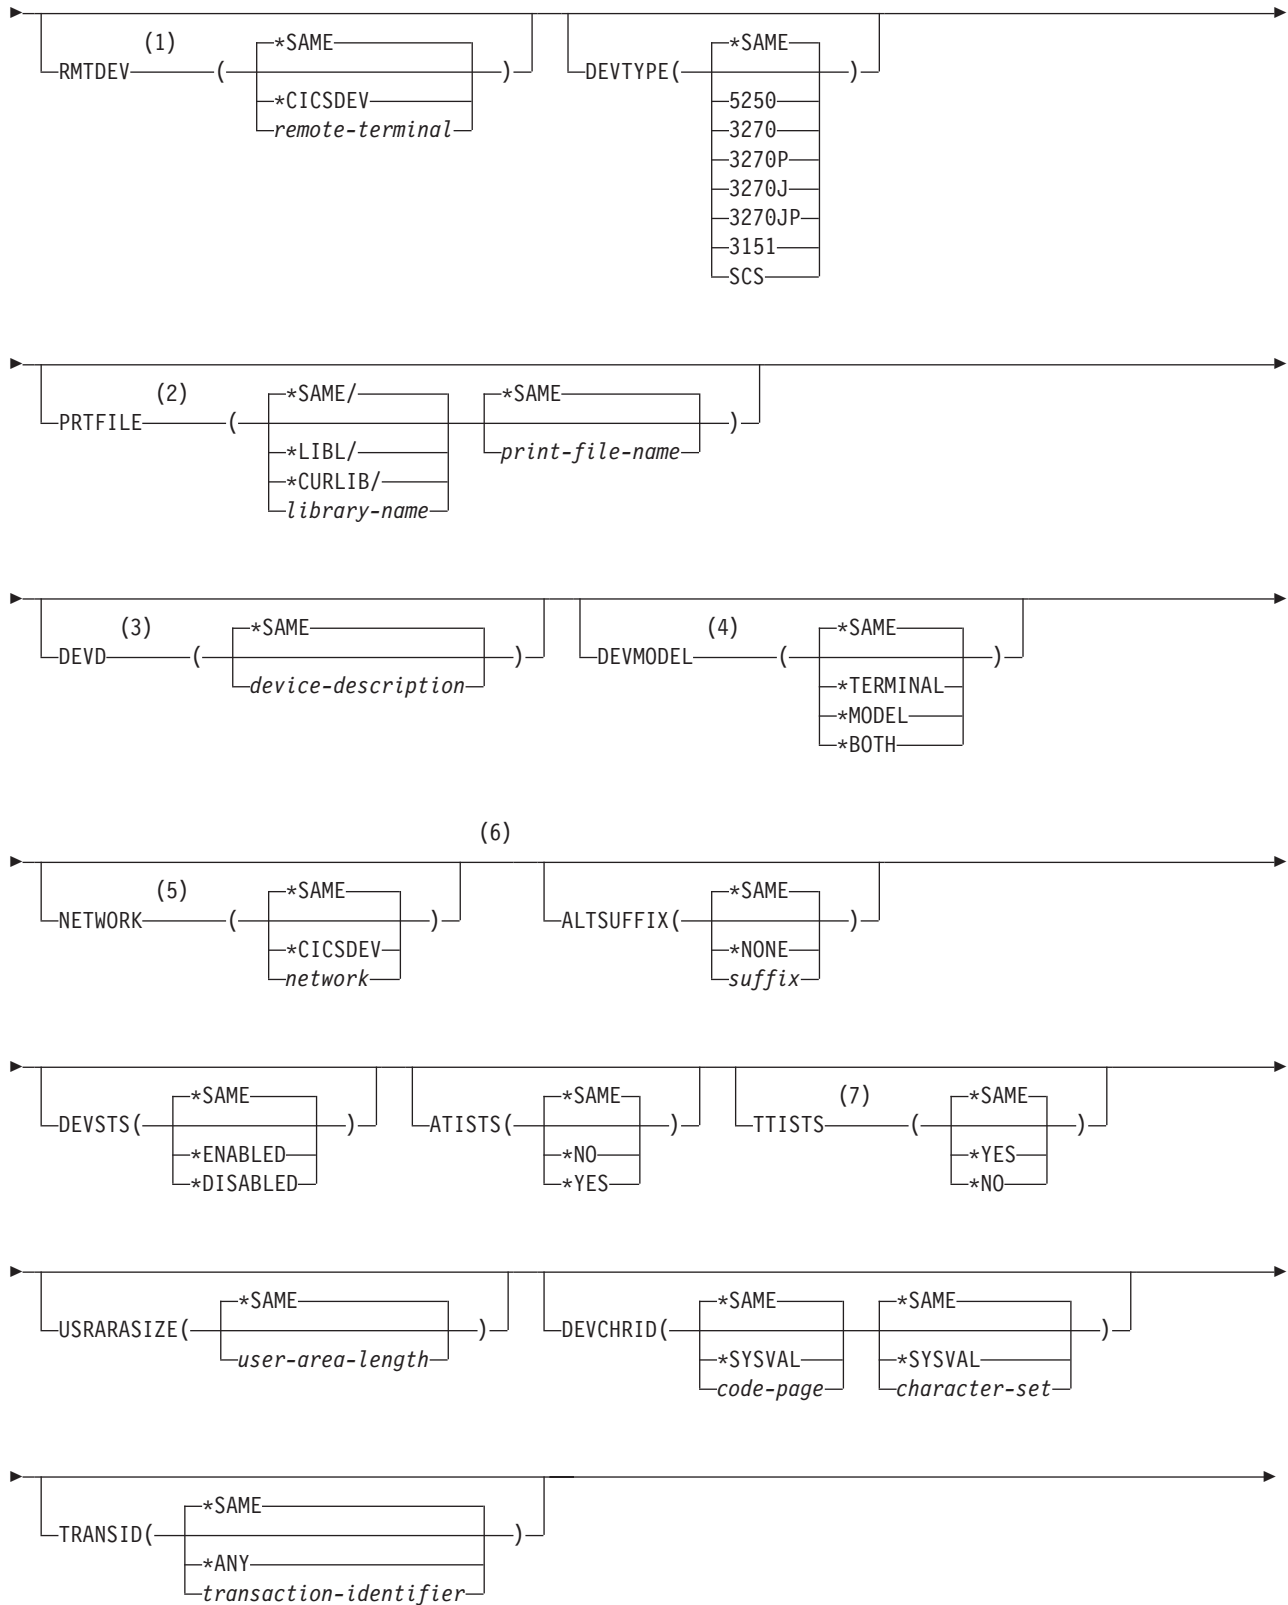 (1) *SAME *SAME
RMTDEV ( ) DEVTYPE( )
*CICSDEV 5250
remote-terminal 3270
3270P
3270J
3270JP
3151
SCS
(2) *SAME/ *SAME
PRTFILE ( )
*LIBL/ print-file-name
*CURLIB/
library-name
(3) *SAME (4) *SAME
DEVD ( ) DEVMODEL ( )
device-description *TERMINAL
*MODEL
*BOTH
(6)
(5) *SAME *SAME
NETWORK ( ) ALTSUFFIX( )
*CICSDEV *NONE
network suffix
*SAME *SAME (7) *SAME
DEVSTS( ) ATISTS( ) TTISTS ( )
*ENABLED *NO *YES
*DISABLED *YES *NO
*SAME *SAME *SAME
USRARASIZE( ) DEVCHRID( )
user-area-length *SYSVAL *SYSVAL
code-page character-set
*SAME
TRANSID( )
*ANY
transaction-identifier